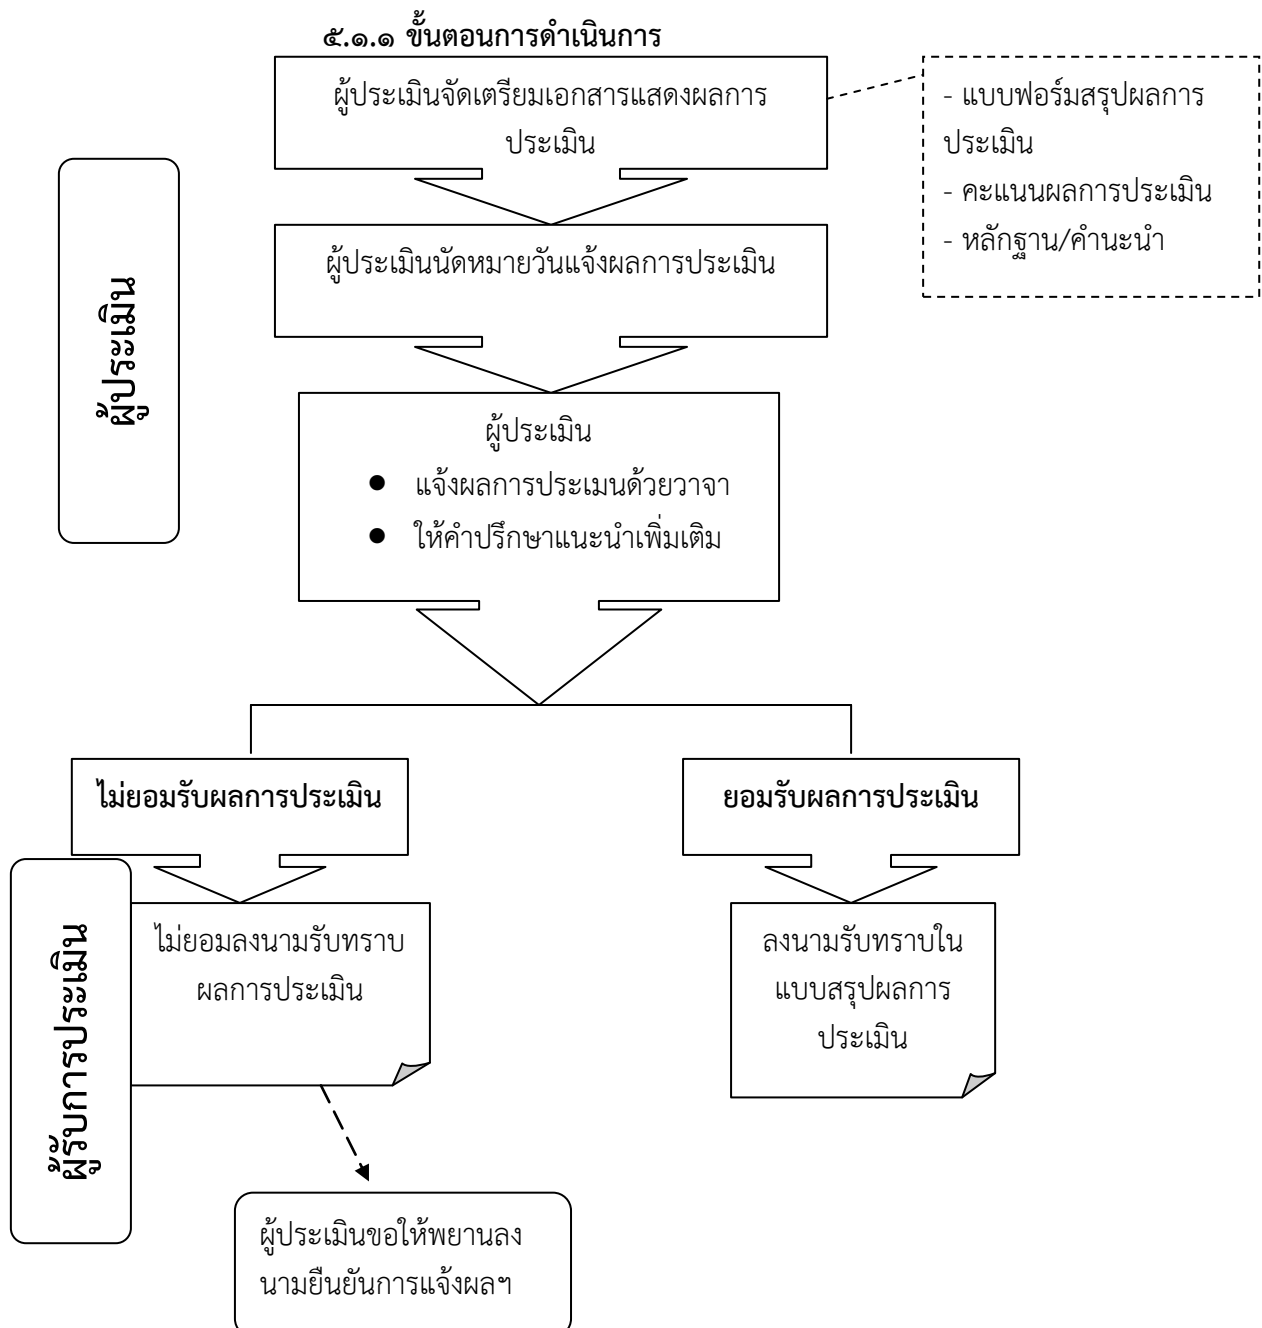 ๕.๑.๑ ขั้นตอนการดำเนินการ
ผู้ประเมินจัดเตรียมเอกสารแสดงผลการ
ประเมิน
- แบบฟอร์มสรุปผลการ
ประเมิน
- คะแนนผลการประเมิน
- หลักฐาน/คำนะนำ
ผู้ประเมินนัดหมายวันแจ้งผลการประเมิน
ผู้ประเมิน
ผู้ประเมิน
● แจ้งผลการประเมนด้วยวาจา
● ให้คำปรึกษาแนะนำเพิ่มเติม
ไม่ยอมรับผลการประเมิน
ยอมรับผลการประเมิน
ผู้รับการประเมิน
ไม่ยอมลงนามรับทราบ
ผลการประเมิน
ลงนามรับทราบใน
แบบสรุปผลการ
ประเมิน
ผู้ประเมินขอให้พยานลง
นามยืนยันการแจ้งผลฯ